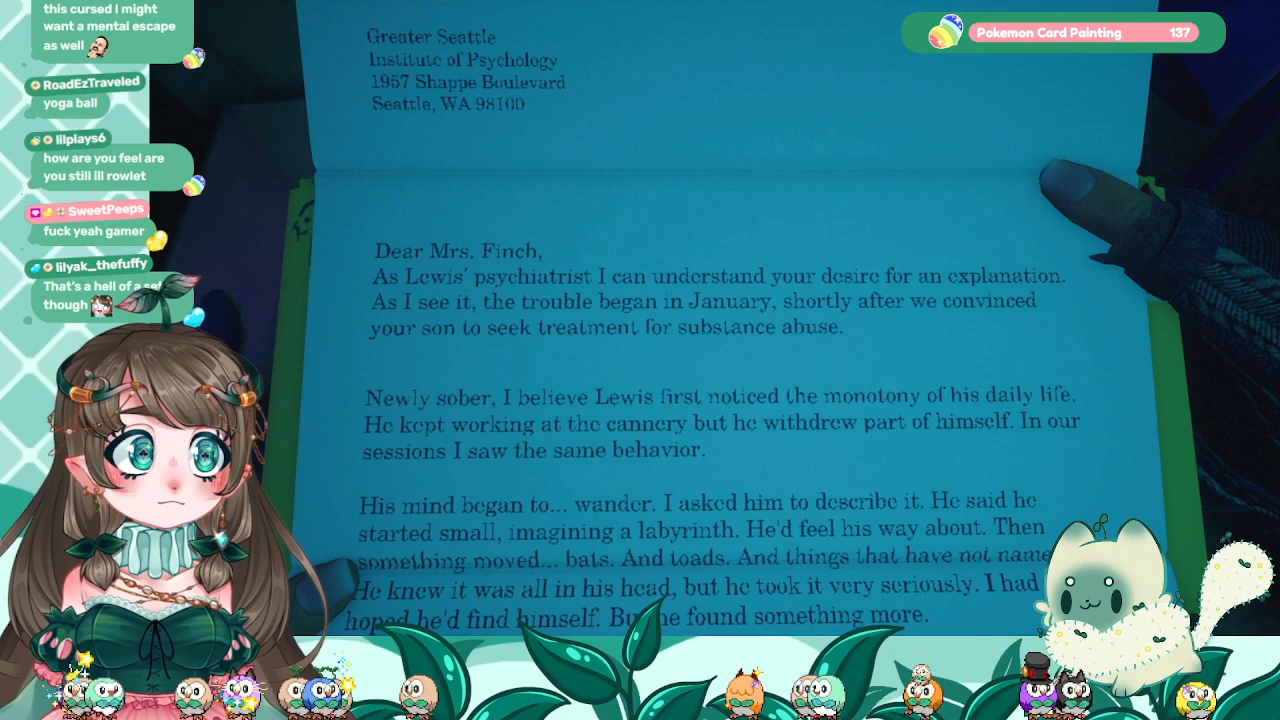 this cursed I might
want a mental escape
as well
RoadEzTraveled
yoga ball
lilplays6
how are you feel are
you still ill rowlet
SweetPeeps
fuck yeah gamer
lilyak_thefuffy
That's a hell of a
though
Pokemon Card Painting 137
Greater Seattle
Institute of Psychology
1957 Shappe Boulevard
Seattle, WA 98100
Dear Mrs. Finch,
As Lewis' psychiatrist I can understand your desire for an explanation.
As I see it, the trouble began in January, shortly after we convinced
your son to seek treatment for substance abuse.
Newly sober, I believe Lewis first noticed the monotony of his daily life.
He kept working at the cannery but he withdrew part of himself. In our
sessions I saw the same behavior.
His mind began to... wander. I asked him to describe it. He said he
started small, imagining a labyrinth. He'd feel his way about. Then
something moved... bats. And toads. And things that have not name
He knew it was all in his head, but he took it very seriously. I had
hoped he'd find himself. But he found something more.